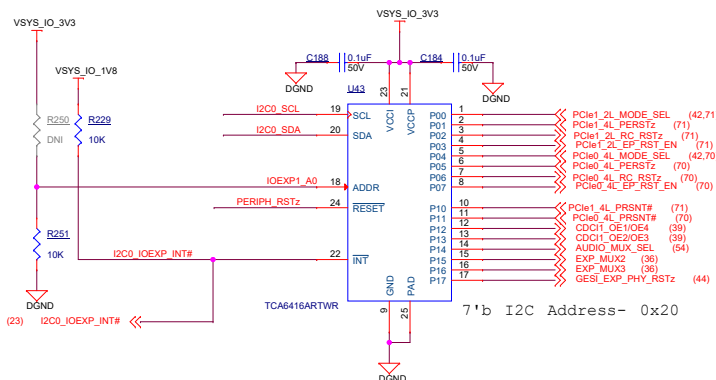 VSYS_IO_3V3
VSYS_IO_3V3
VSYS_IO_1V8
C188
0.1uF
50V
C184
0.1uF
50V
DGND
DGND
U43
R250
DNI
R229
10K
R251
10K
DGND
23
21
VCCI
VCCP
I2C0_SCL
19
SCL
I2C0_SDA
20
SDA
IOEXP1_A0
18
ADDR
PERIPH_RSTz
24
RESET
I2C0_IOEXP_INT#
22
INT
P00
1
PCIe1_2L_MODE_SEL
(42,71
P01
2
PCIe1_4L_PERSTz
(71)
P02
3
PCIe1_2L_RC_RSTz
(71)
P03
4
PCIe1_2L_EP_RST_EN
(71)
P04
5
PCIe0_4L_MODE_SEL
(42,70
P05
6
PCIe0_4L_PERSTz
(70)
P06
7
PCIe0_4L_RC_RSTz
(70)
P07
8
PCIe0_4L_EP_RST_EN
(70)
P10
10
PCIe1_4L_PRSNT#
(71)
P11
11
PCIe0_4L_PRSNT#
(70)
P12
12
CDCI1_OE1/OE4
(39)
P13
13
CDCI1_OE2/OE3
(39)
P14
14
AUDIO_MUX_SEL
(54)
P15
15
EXP_MUX2
(36)
P16
16
EXP_MUX3
(36)
P17
17
GESI_EXP_PHY_RSTz
(44)
GND
PAD
9
25
TCA6416ARTWR
7'b I2C Address- 0x20
(23)
I2C0_IOEXP_INT#
DGND